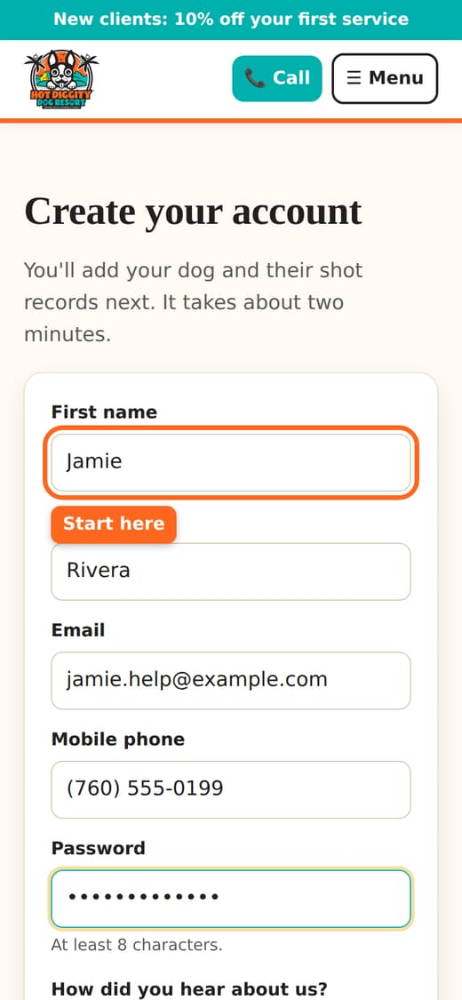 New clients: 10% off your first service
HOT DIGGITY
DOG RESORT
Call
☰ Menu
Create your account
You'll add your dog and their shot
records next. It takes about two
minutes.
First name
Jamie
Start here
Rivera
Email
jamie.help@example.com
Mobile phone
(760) 555-0199
Password
•••••••••••••
At least 8 characters.
How did you hear about us?